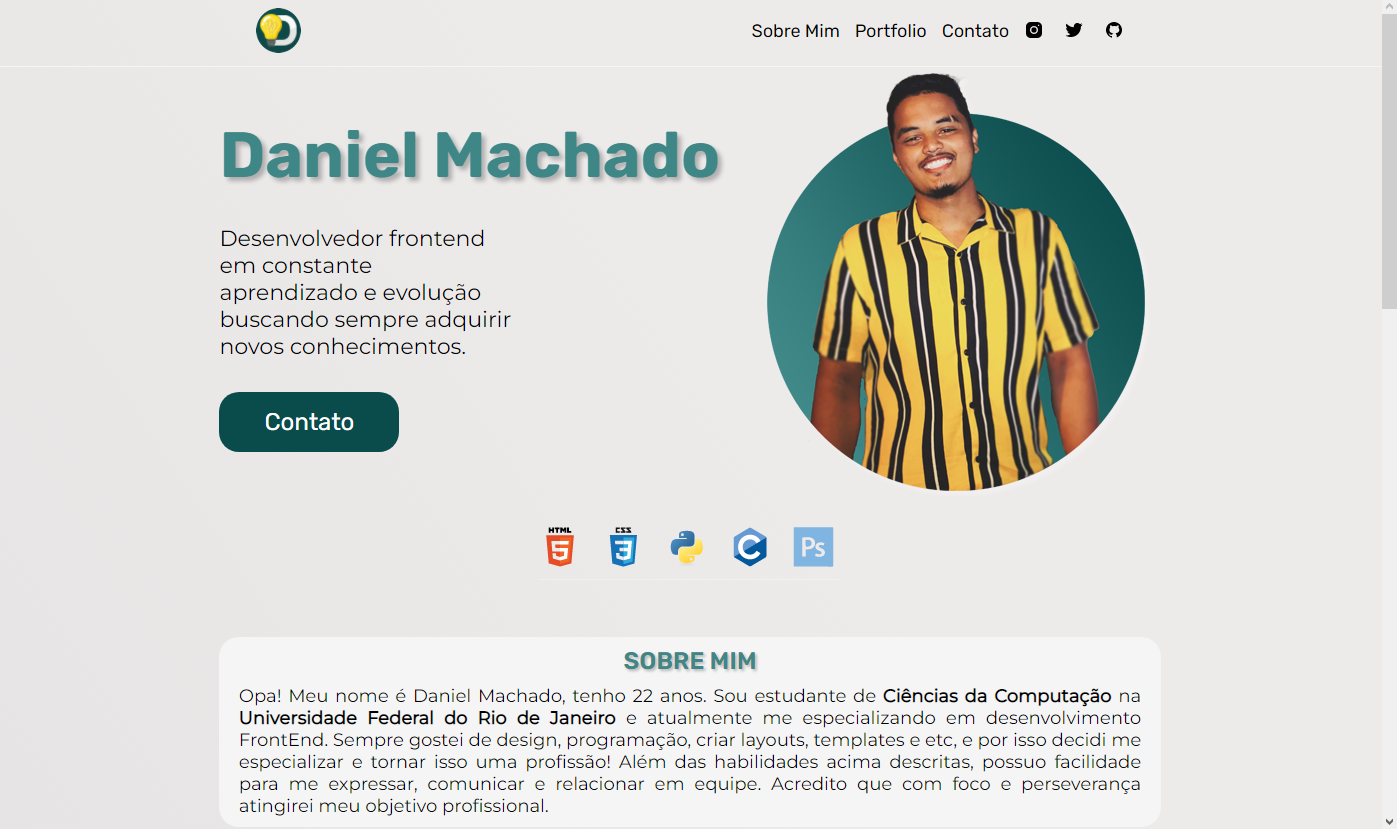 Sobre Mim Portfolio Contato
Daniel Machado
Desenvolvedor frontend
em constante
aprendizado e evolução
buscando sempre adquirir
novos conhecimentos.
Contato
HTML 5 CSS 3 C Ps
SOBRE MIM
Opa! Meu nome é Daniel Machado, tenho 22 anos. Sou estudante de Ciências da Computação na
Universidade Federal do Rio de Janeiro e atualmente me especializando em desenvolvimento
FrontEnd. Sempre gostei de design, programação, criar layouts, templates e etc, e por isso decidi me
especializar e tornar isso uma profissão! Além das habilidades acima descritas, possuo facilidade
para me expressar, comunicar e relacionar em equipe. Acredito que com foco e perseverança
atingirei meu objetivo profissional.